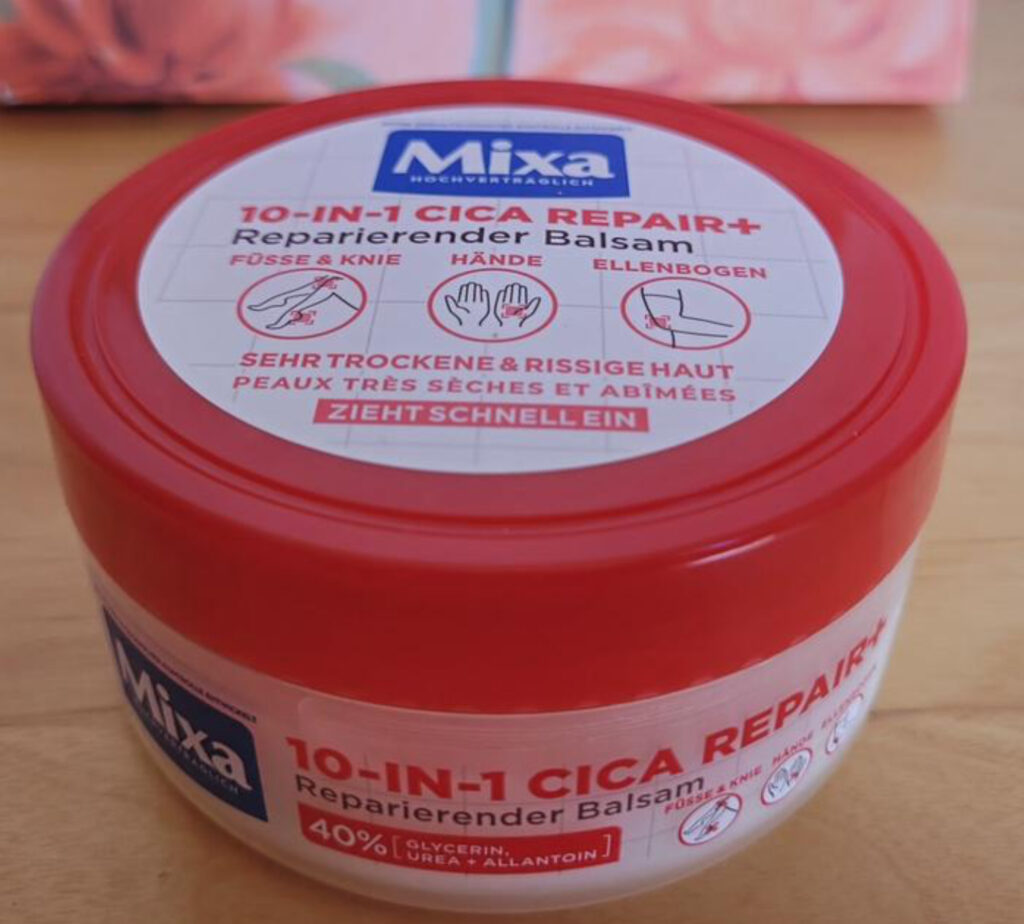 Mixa
HOCHVERTRÄGLICH
10-IN-1 CICA REPAIR+
Reparierender Balsam
FÜSSE & KNIE HÄNDE ELLENBOGEN
SEHR TROCKENE & RISSIGE HAUT
PEAUX TRÈS SÈCHES ET ABÎMÉES
ZIEHT SCHNELL EIN
Mixa
HOCHVERTRÄGLICH
10-IN-1 CICA REPAIR+
Reparierender Balsam
FÜSSE & KNIE HÄNDE ELLENBOGEN
40% [GLYCERIN,
UREA + ALLANTOIN]